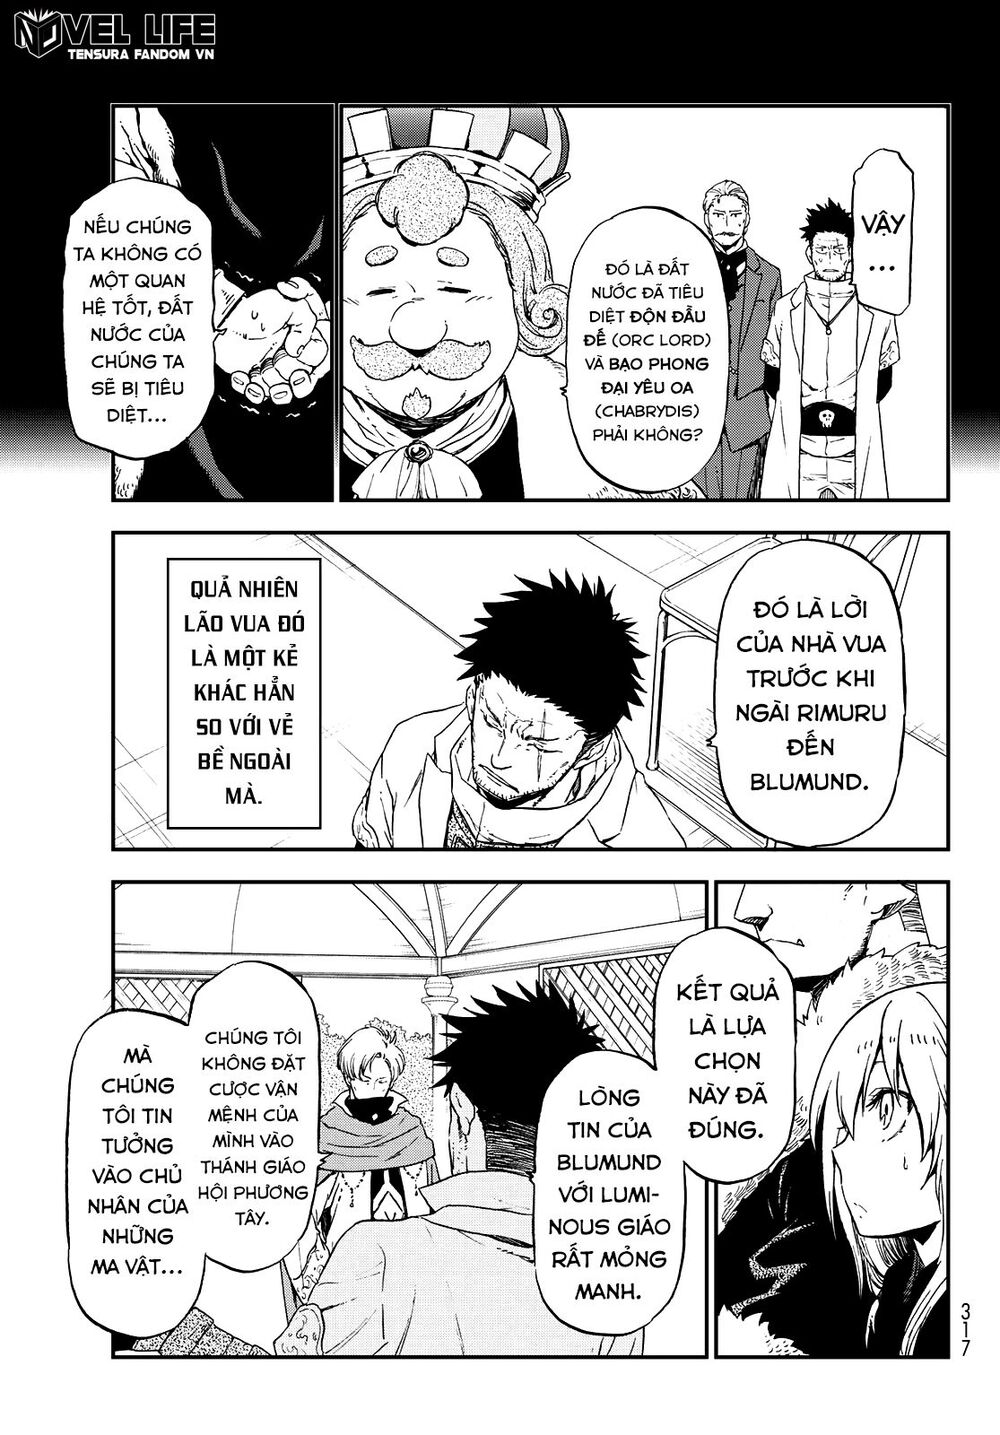 NOVEL LIFE
TENSURA FANDOM VN
VẬY
...
ĐÓ LÀ ĐẤT
NƯỚC ĐÃ TIÊU
DIỆT ĐỘN ĐẦU
ĐẾ (ORC LORD)
VÀ BẠO PHONG
ĐẠI YÊU OA
(CHABRYDIS)
PHẢI KHÔNG?
NẾU CHÚNG
TA KHÔNG CÓ
MỘT QUAN
HỆ TỐT, ĐẤT
NƯỚC CỦA
CHÚNG TA
SẼ BỊ TIÊU
DIỆT...
ĐÓ LÀ LỜI
CỦA NHÀ VUA
TRƯỚC KHI
NGÀI RIMURU
ĐẾN
BLUMUND.
QUẢ NHIÊN
LÃO VUA ĐÓ
LÀ MỘT KẺ
KHÁC HẲN
SO VỚI VẺ
BỀ NGOÀI
MÀ.
KẾT QUẢ
LÀ LỰA
CHỌN
NÀY ĐÃ
ĐÚNG.
LÒNG
TIN CỦA
BLUMUND
VỚI LUMI-
NOUS GIÁO
RẤT MỎNG
MANH.
CHÚNG TÔI
KHÔNG ĐẶT
CƯỢC VẬN
MỆNH CỦA
MÌNH VÀO
THÁNH GIÁO
HỘI PHƯƠNG
TÂY.
MÀ
CHÚNG
TÔI TIN
TƯỞNG
VÀO CHỦ
NHÂN CỦA
NHỮNG
MA VẬT...
317